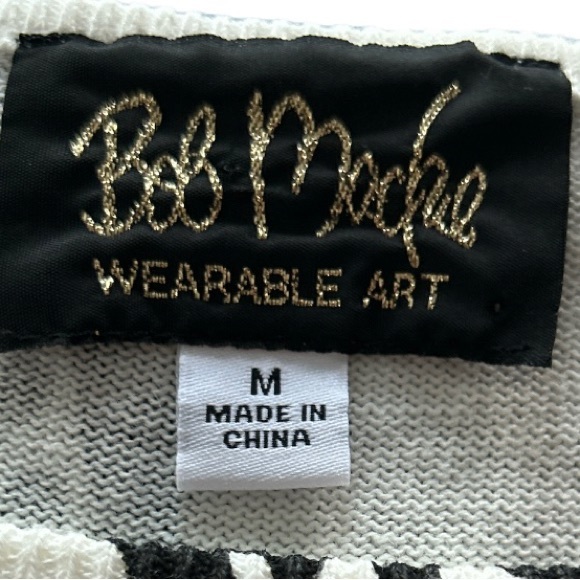 Bob Mackie
WEARABLE ART
M
MADE IN
CHINA